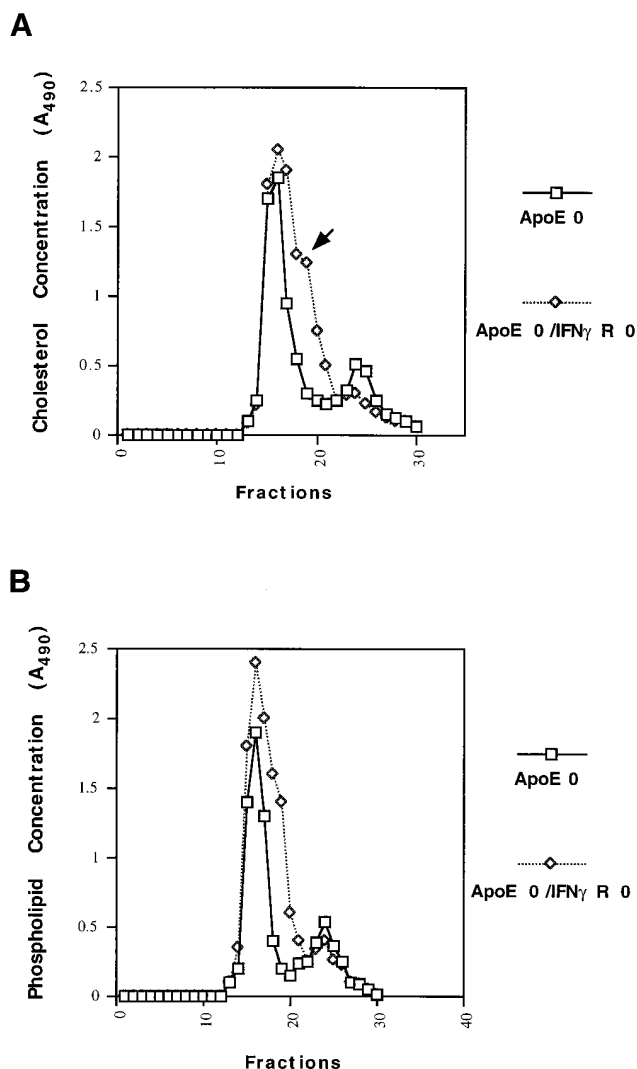 A
Cholesterol Concentration (A490)
2.5
2
1.5
1
0.5
0
0
10
20
30
Fractions
ApoE 0
ApoE 0/IFNγ R 0
B
Phospholipid Concentration (A490)
2.5
2
1.5
1
0.5
0
0
10
20
30
40
Fractions
ApoE 0
ApoE 0/IFNγ R 0